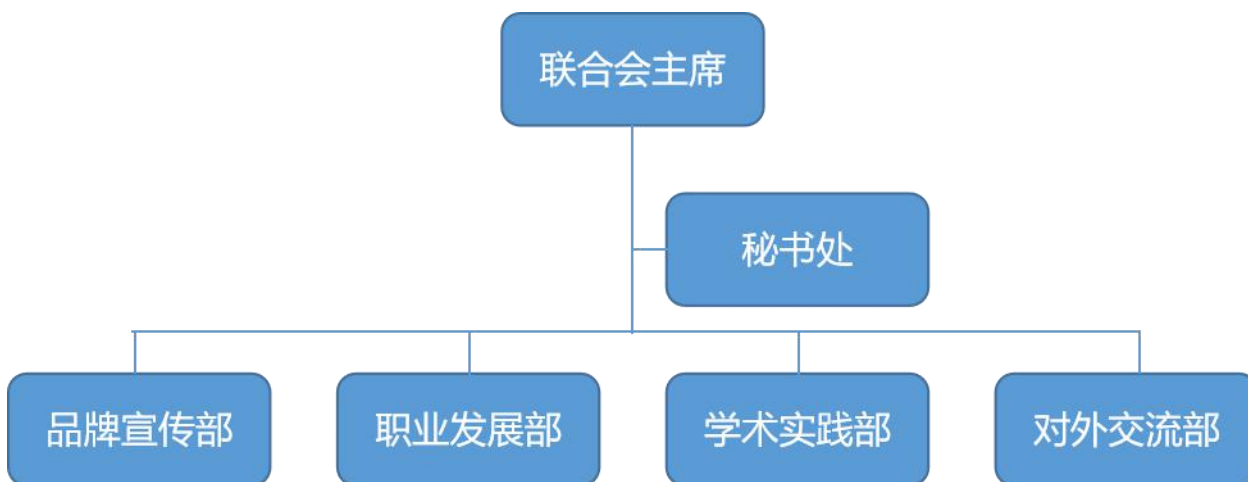 联合会主席
秘书处
品牌宣传部
职业发展部
学术实践部
对外交流部